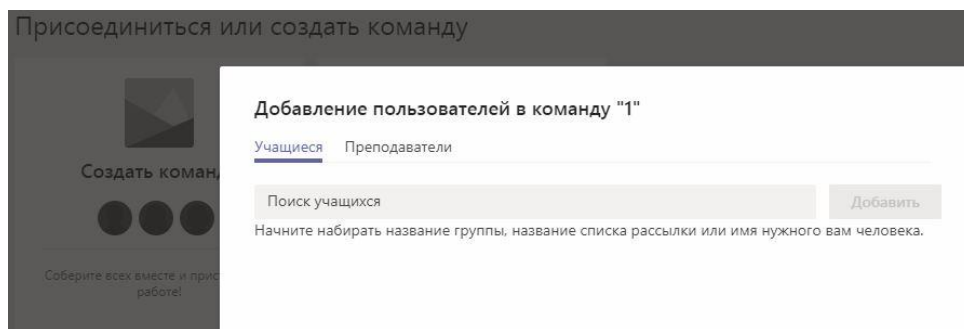 Присоединиться или создать команду
Добавление пользователей в команду "1"
Учащиеся Преподаватели
Создать коман
Поиск учащихся Добавить
Начните набирать название группы, название списка рассылки или имя нужного вам человека.
Соберите всех вместе и прис
работе!